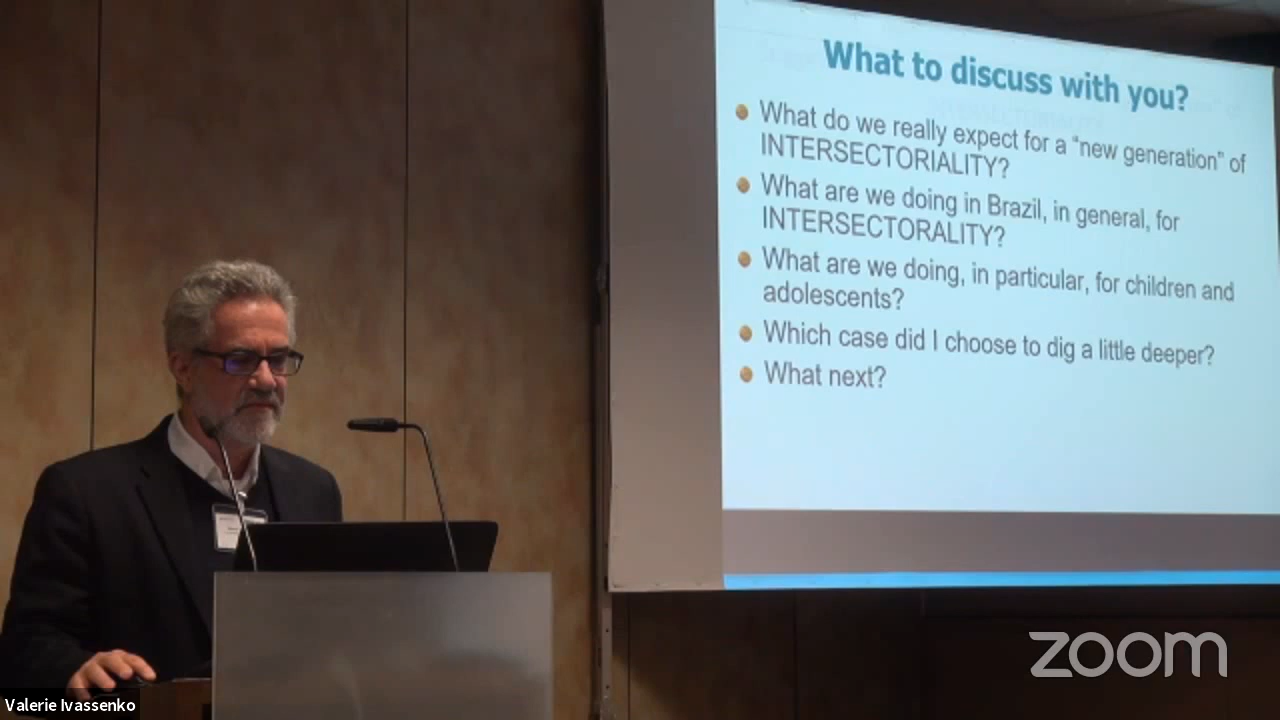 What to discuss with you?
What do we really expect for a “new generation” of
INTERSECTORIALITY?
What are we doing in Brazil, in general, for
INTERSECTORALITY?
What are we doing, in particular, for children and
adolescents?
Which case did I choose to dig a little deeper?
What next?
zoom
Valerie Ivassenko